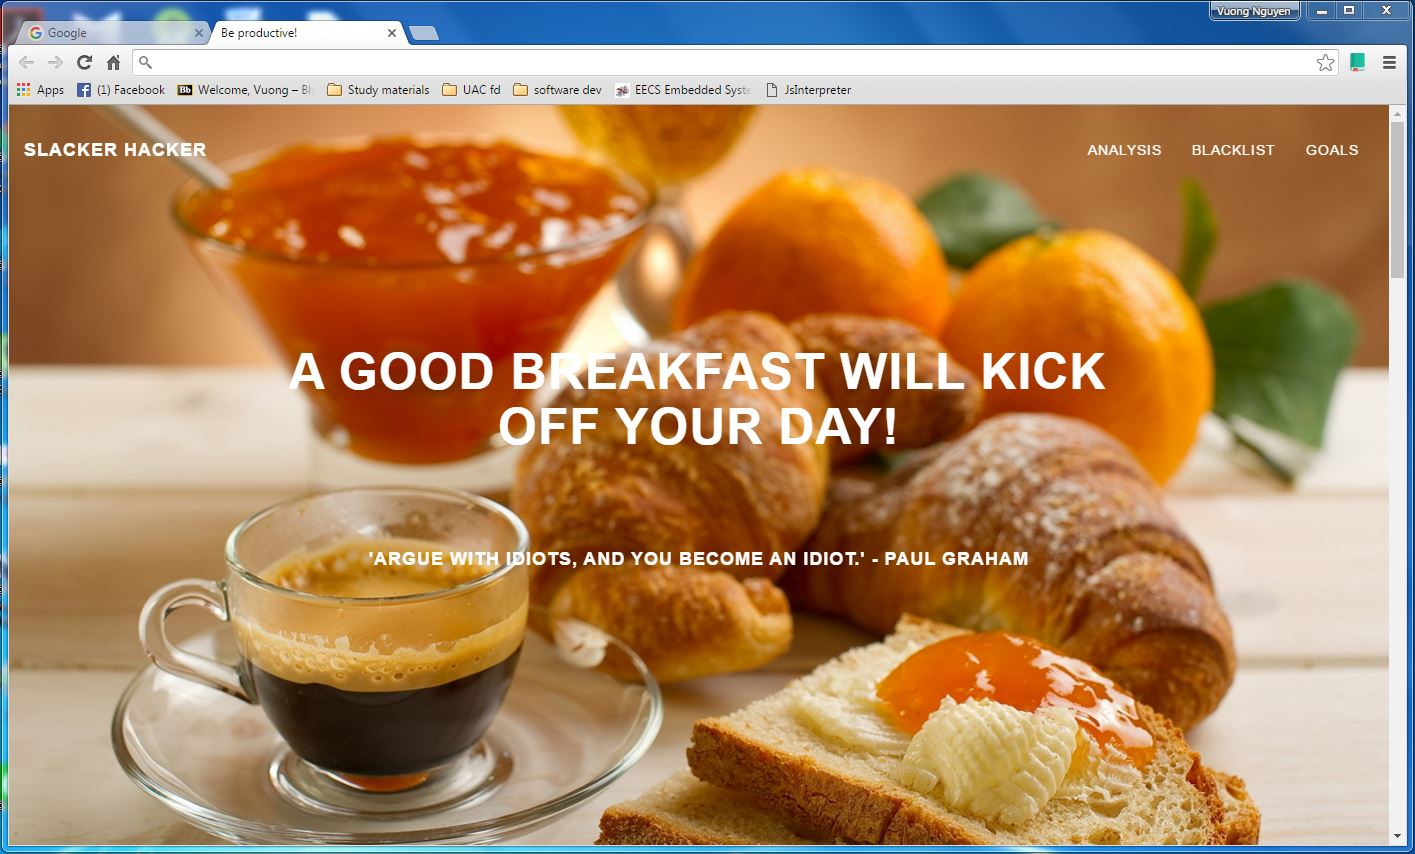 Vuong Nguyen
Google
Be productive!
Apps
(1) Facebook
Bb
Welcome, Vuong – Bl
Study materials
UAC fd
software dev
EECS Embedded Syst
JsInterpreter
SLACKER HACKER
ANALYSIS
BLACKLIST
GOALS
A GOOD BREAKFAST WILL KICK
OFF YOUR DAY!
'ARGUE WITH IDIOTS, AND YOU BECOME AN IDIOT.' - PAUL GRAHAM